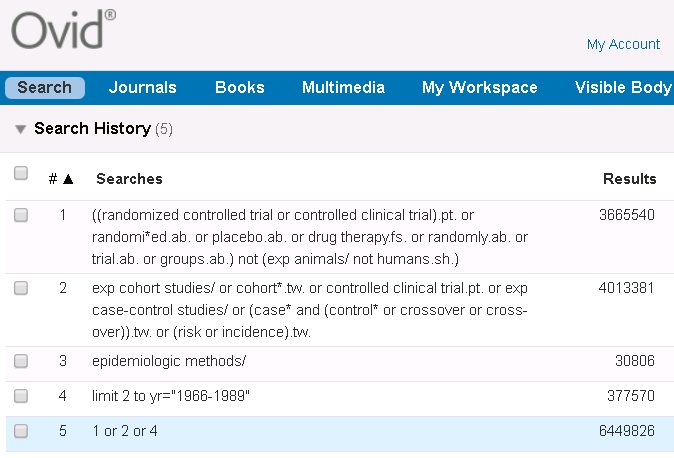 Ovid®
My Account
Search Journals Books Multimedia My Workspace Visible Body
Search History (5)
# ▲ Searches Results
1 ((randomized controlled trial or controlled clinical trial).pt. or 3665540
randomi*ed.ab. or placebo.ab. or drug therapy.fs. or randomly.ab. or
trial.ab. or groups.ab.) not (exp animals/ not humans.sh.)
2 exp cohort studies/ or cohort*.tw. or controlled clinical trial.pt. or exp 4013381
case-control studies/ or (case* and (control* or crossover or cross-
over)).tw. or (risk or incidence).tw.
3 epidemiologic methods/ 30806
4 limit 2 to yr="1966-1989" 377570
5 1 or 2 or 4 6449826